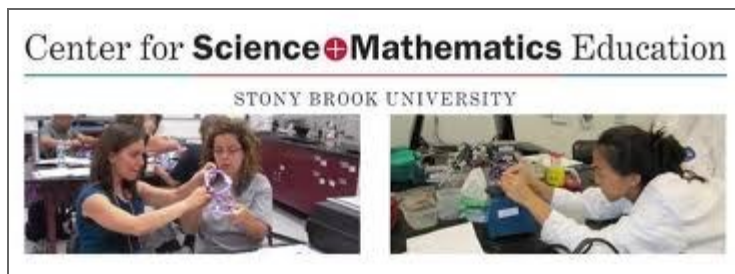 Center for Science+Mathematics Education
STONY BROOK UNIVERSITY